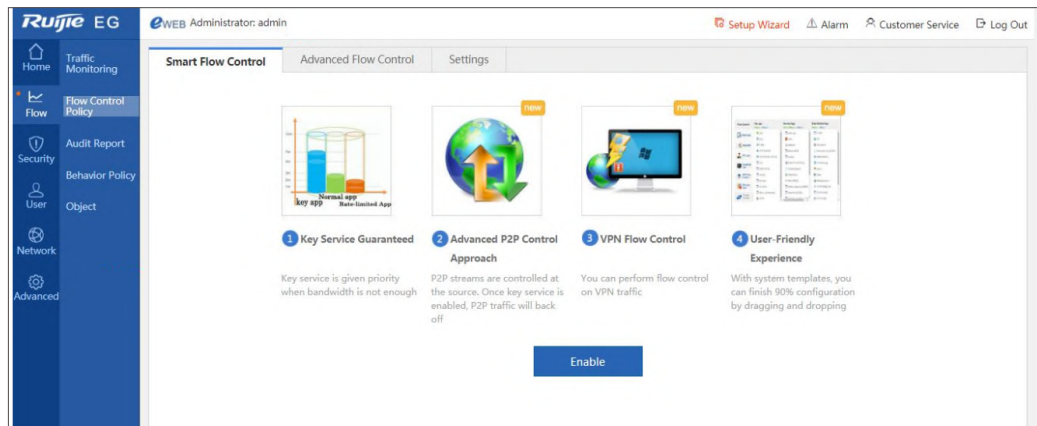 Ruijie EG
eWEB Administrator: admin
Setup Wizard
Alarm
Customer Service
Log Out
Home
Flow
Security
User
Network
Advanced
Traffic
Monitoring
Flow Control
Policy
Audit Report
Behavior Policy
Object
Smart Flow Control
Advanced Flow Control
Settings
key app
Normal app
Rate-limited App
new
new
new
1 Key Service Guaranteed
Key service is given priority
when bandwidth is not enough
2 Advanced P2P Control
Approach
P2P streams are controlled at
the source. Once key service is
enabled, P2P traffic will back
off
3 VPN Flow Control
You can perform flow control
on VPN traffic
4 User-Friendly
Experience
With system templates, you
can finish 90% configuration
by dragging and dropping
Enable